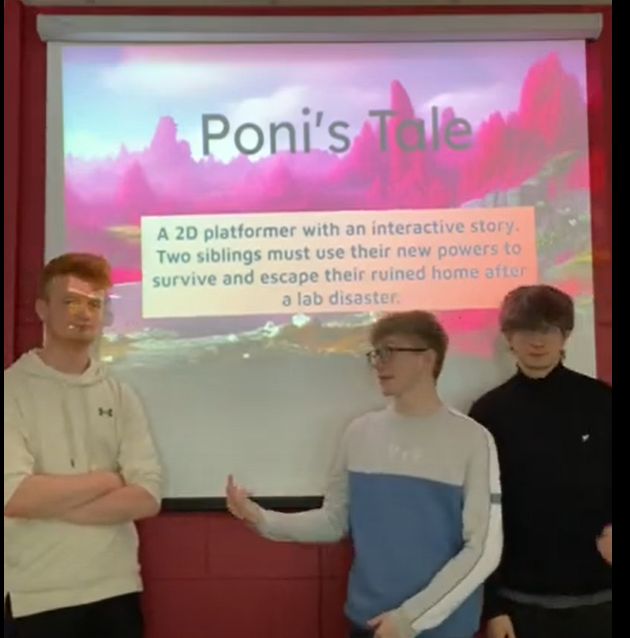 Poni's Tale
A 2D platformer with an interactive story.
Two siblings must use their new powers to
survive and escape their ruined home after
a lab disaster.